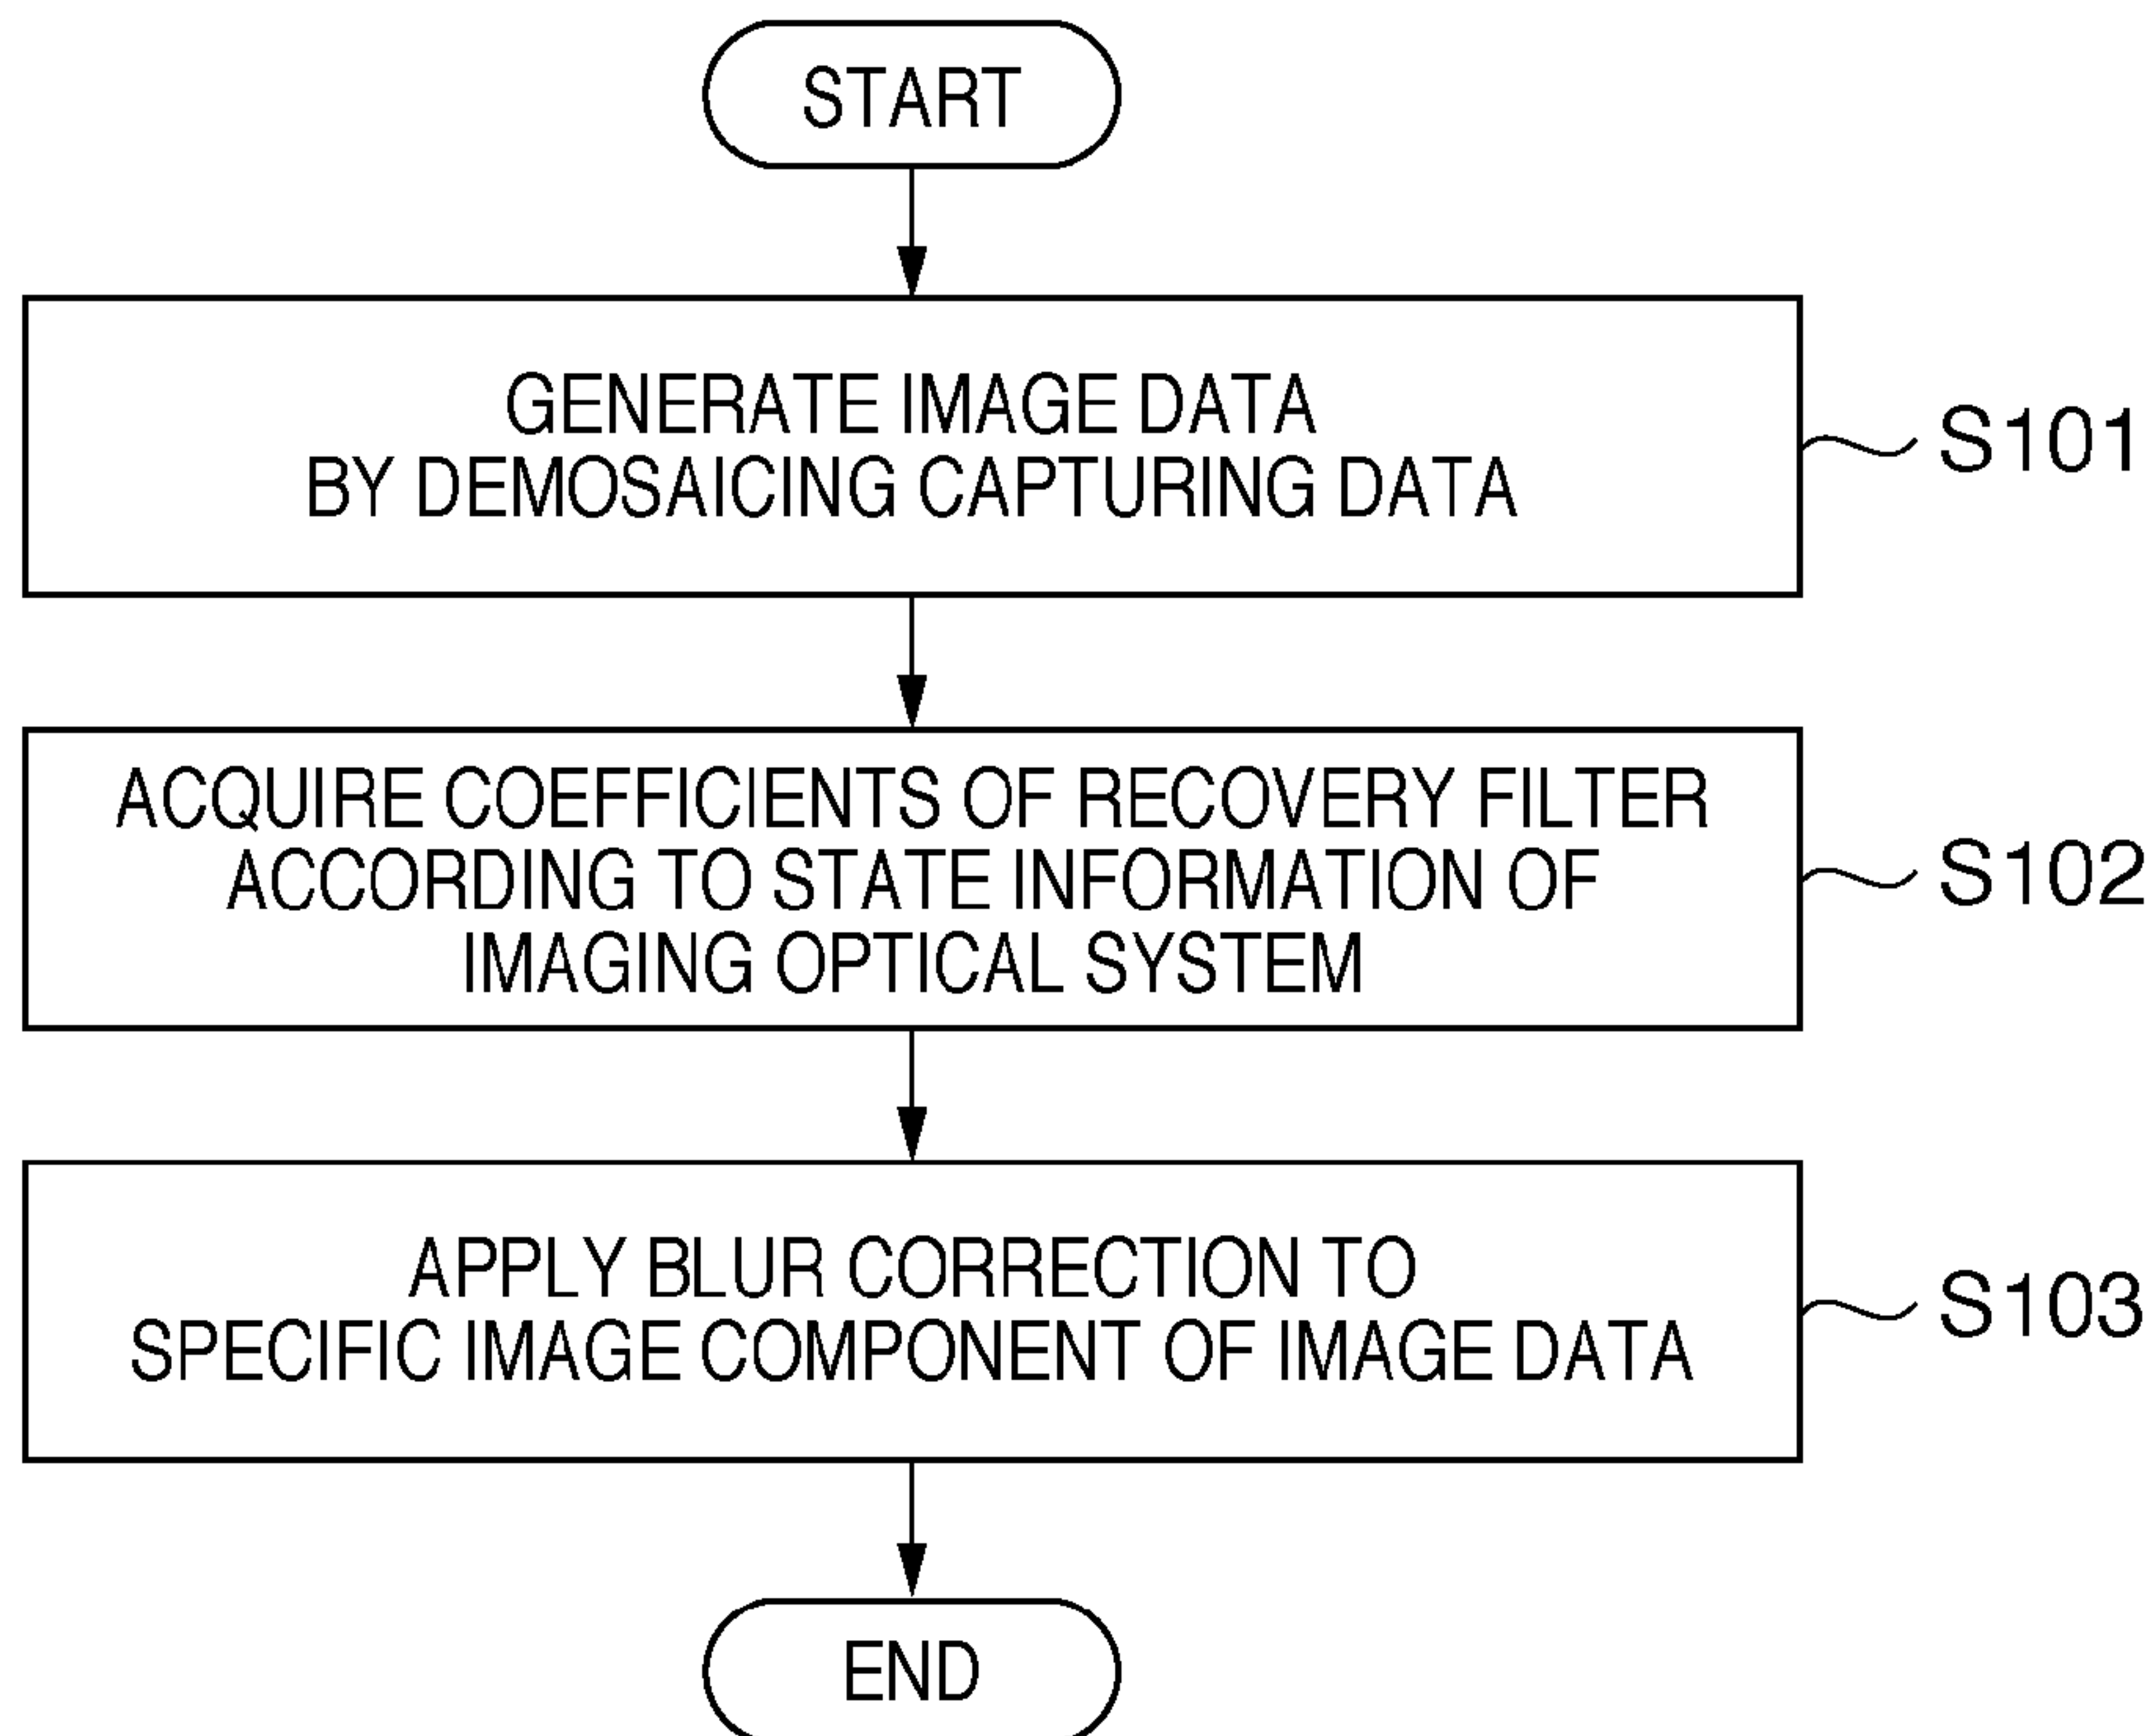 START
GENERATE IMAGE DATA
BY DEMOSAICING CAPTURING DATA
S101
ACQUIRE COEFFICIENTS OF RECOVERY FILTER
ACCORDING TO STATE INFORMATION OF
IMAGING OPTICAL SYSTEM
S102
APPLY BLUR CORRECTION TO
SPECIFIC IMAGE COMPONENT OF IMAGE DATA
S103
END